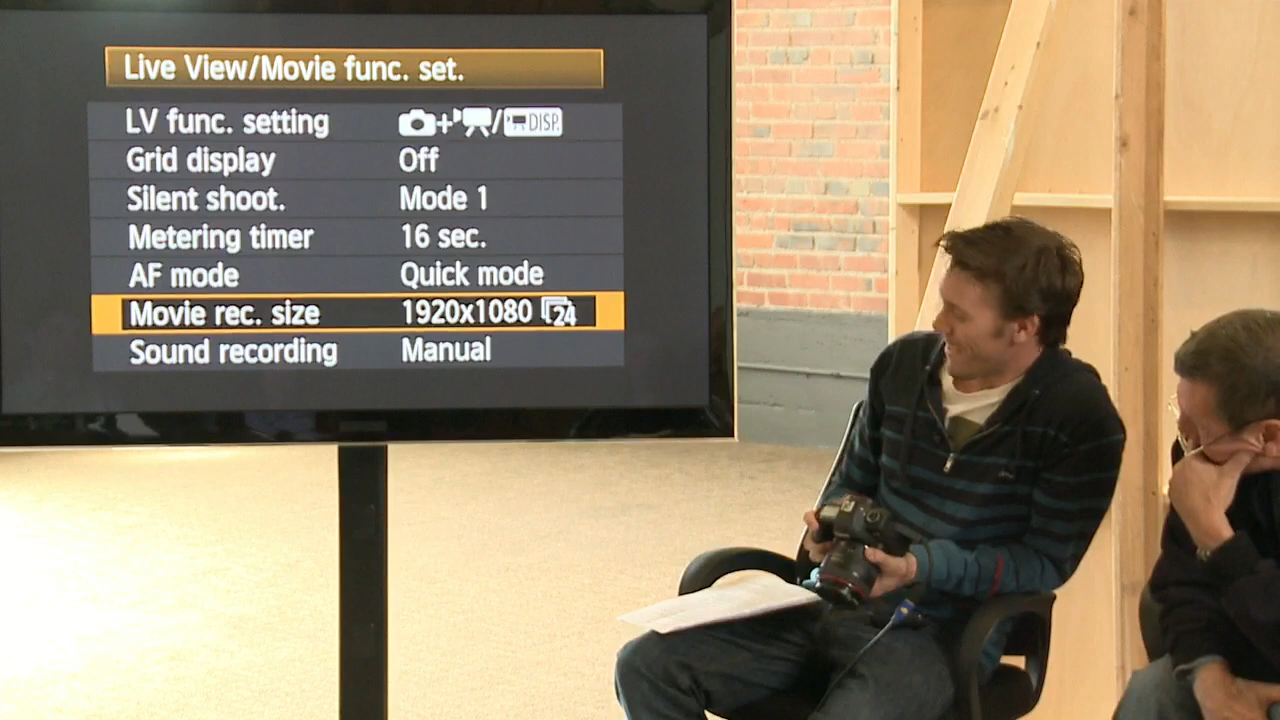 Live View/Movie func. set.
LV func. setting + / DISP.
Grid display Off
Silent shoot. Mode 1
Metering timer 16 sec.
AF mode Quick mode
Movie rec. size 1920x1080 24
Sound recording Manual